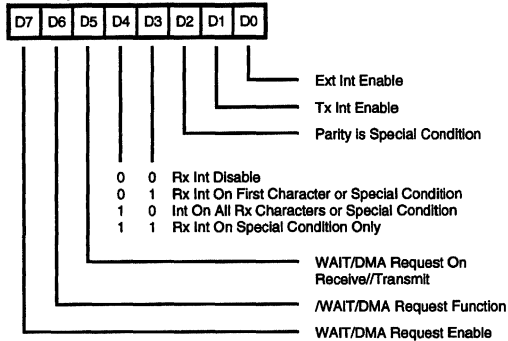 D7 D6 D5 D4 D3 D2 D1 D0
Ext Int Enable
Tx Int Enable
Parity is Special Condition
0 0 Rx Int Disable
0 1 Rx Int On First Character or Special Condition
1 0 Int On All Rx Characters or Special Condition
1 1 Rx Int On Special Condition Only
WAIT/DMA Request On
Receive//Transmit
/WAIT/DMA Request Function
WAIT/DMA Request Enable